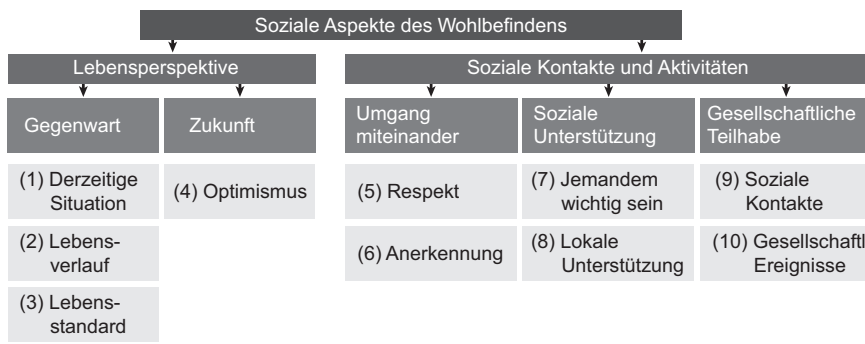 Soziale Aspekte des Wohlbefindens
Lebensperspektive
Soziale Kontakte und Aktivitäten
Gegenwart
Zukunft
Umgang
miteinander
Soziale
Unterstützung
Gesellschaftliche
Teilhabe
(1) Derzeitige
Situation
(4) Optimismus
(5) Respekt
(7) Jemandem
wichtig sein
(9) Soziale
Kontakte
(2) Lebens-
verlauf
(6) Anerkennung
(8) Lokale
Unterstützung
(10) Gesellschaftl
Ereignisse
(3) Lebens-
standard